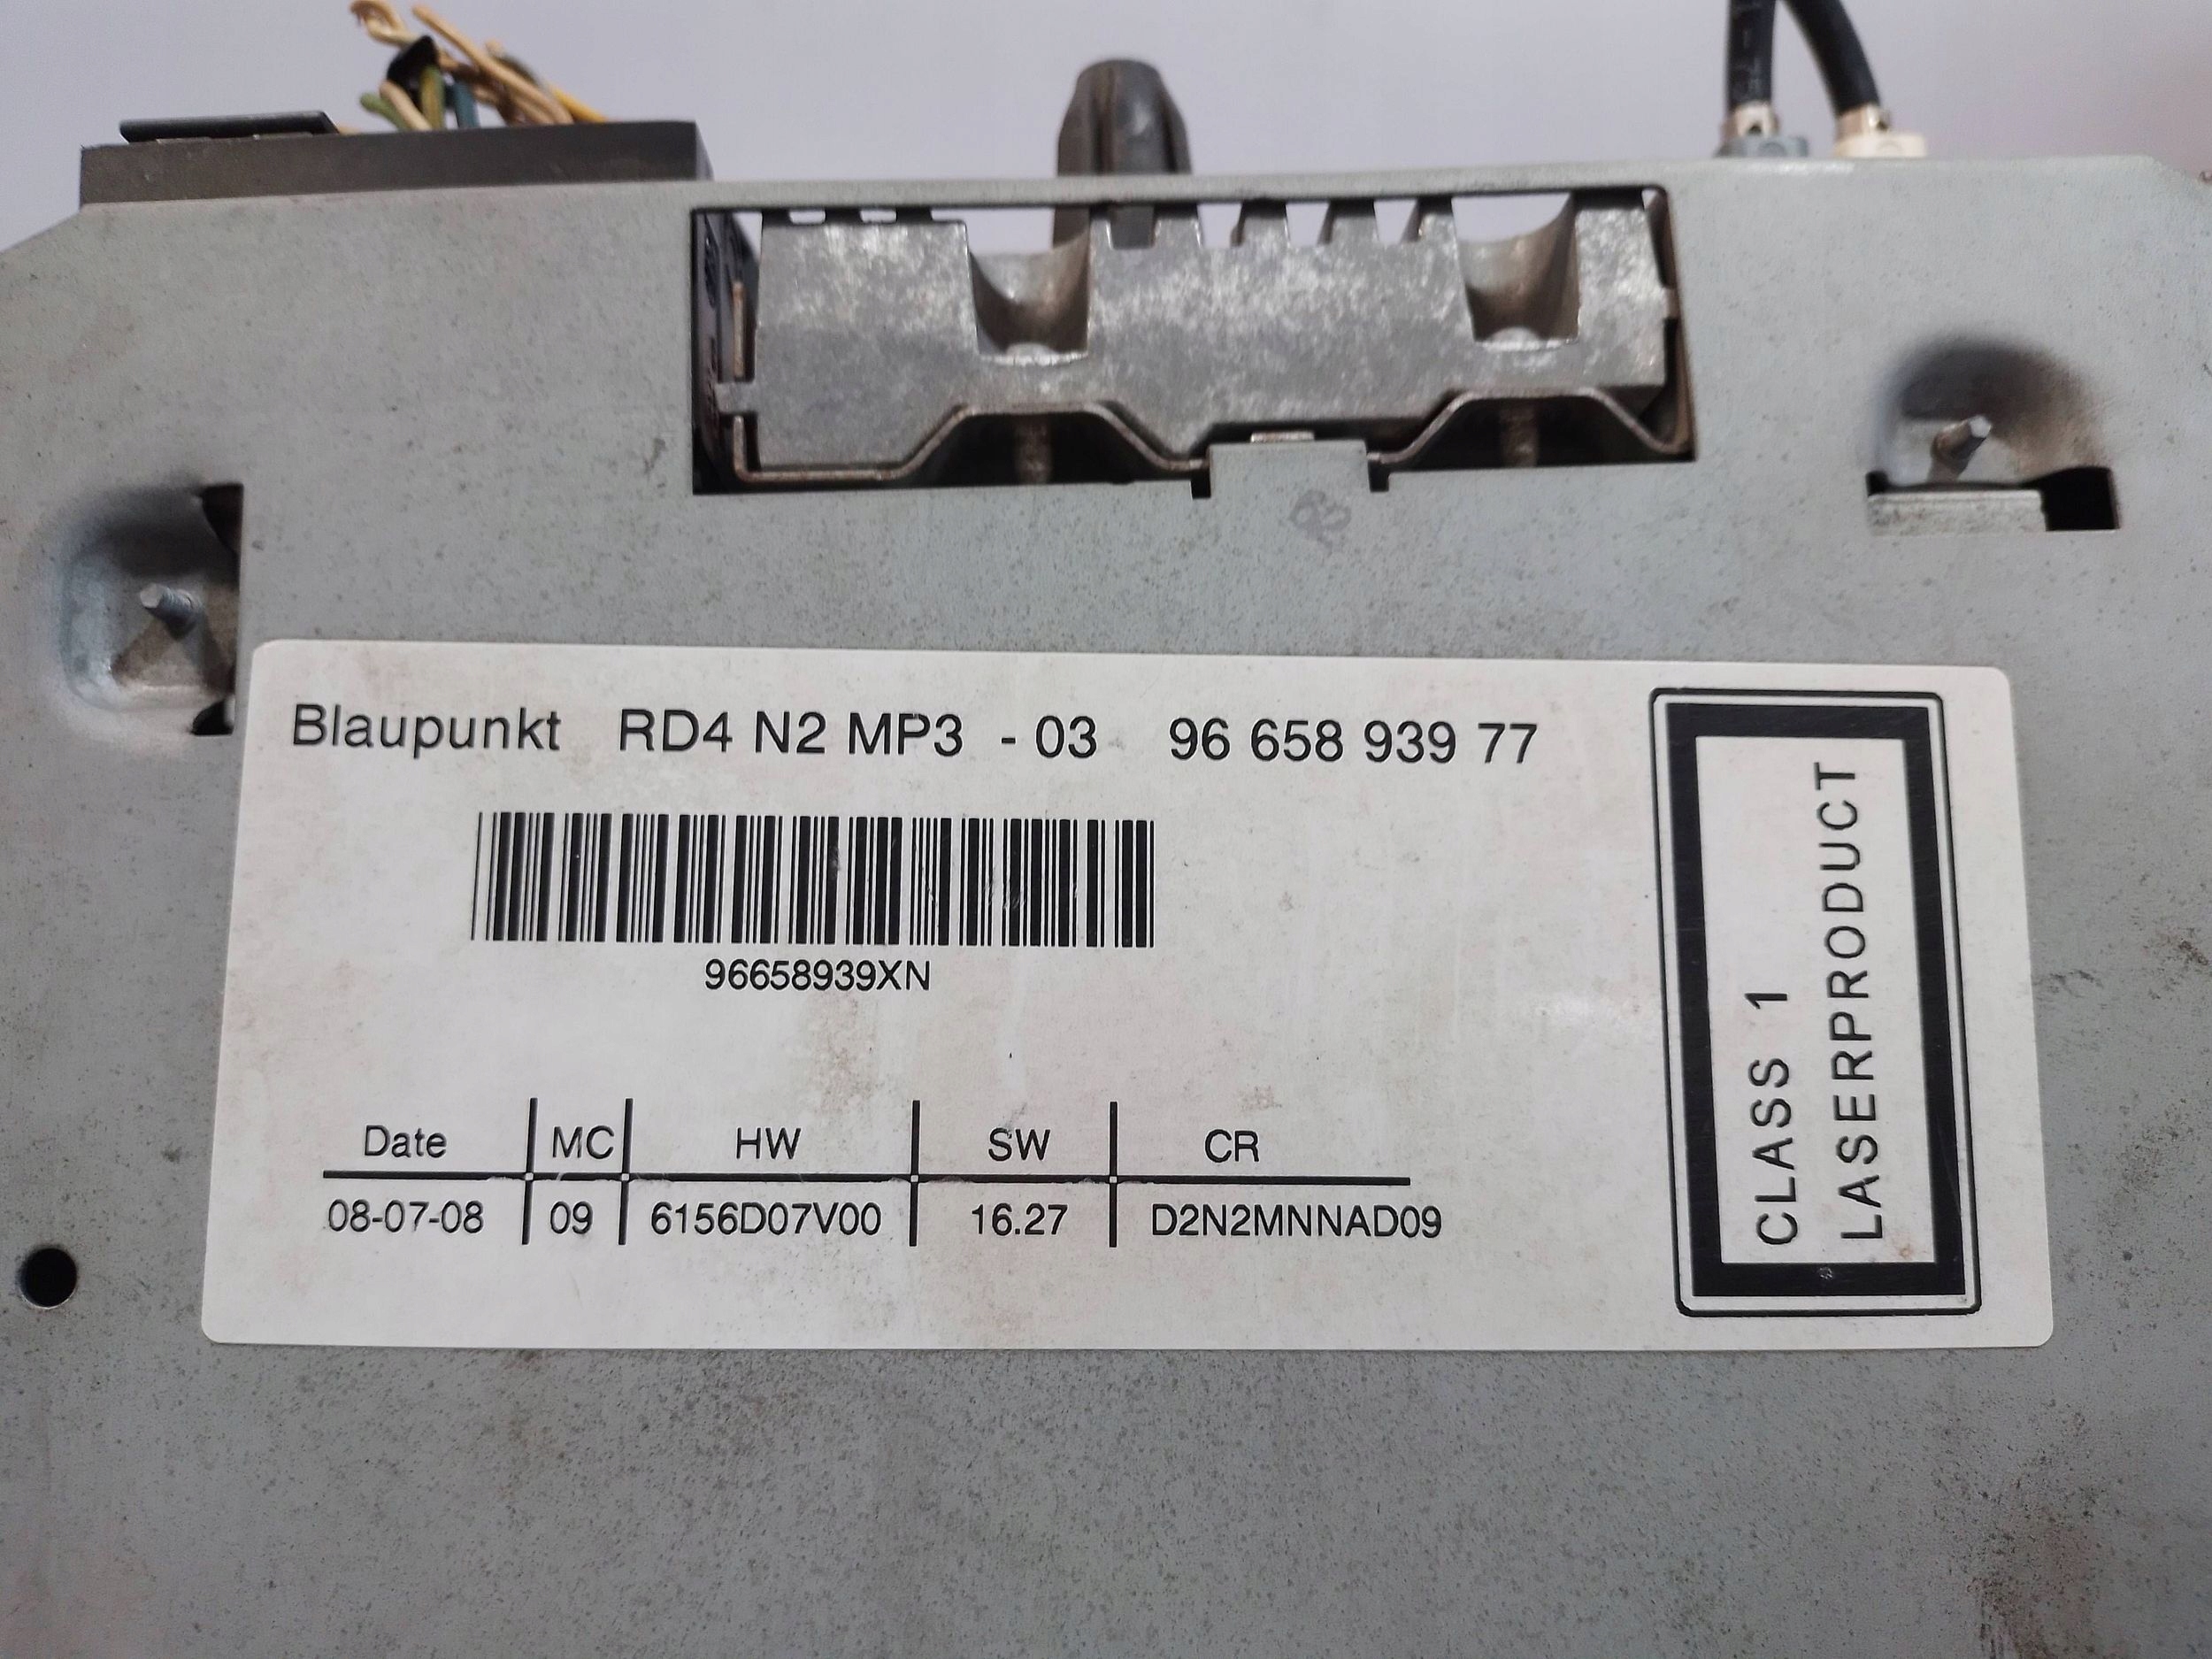 Blaupunkt RD4 N2 MP3 - 03 96 658 939 77
96658939XN
Date MC HW SW CR
08-07-08 09 6156D07V00 16.27 D2N2MNNAD09
CLASS 1
LASERPRODUCT